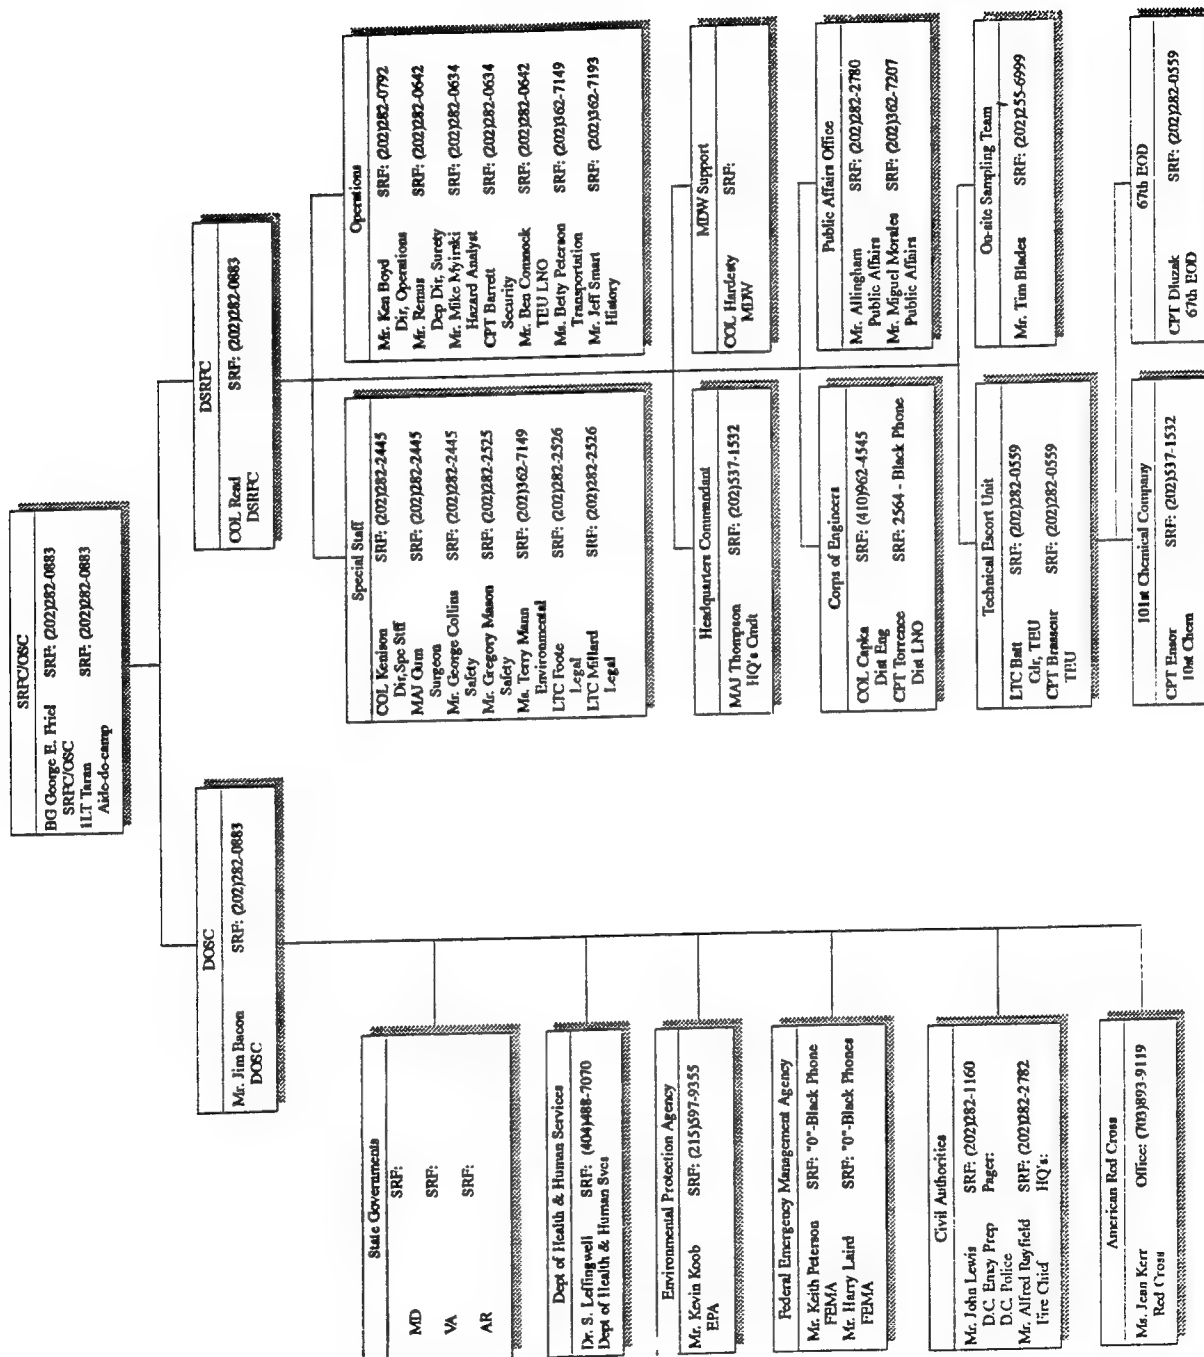 SRFC/OSC
BG George E. Friel SRF: (202)282-0883
SRFC/OSC
1LT Taran SRF: (202)282-0883
Aide-de-camp
DOSC
Mr. Jim Bacon SRF: (202)282-0883
DOSC
DSRFC
COL Read SRF: (202)282-0883
DSRFC
State Governments
MD SRF:
VA SRF:
AR SRF:
Dept of Health & Human Services
Dr. S. Leffingwell SRF: (404)488-7070
Dept of Health & Human Svcs
Environmental Protection Agency
Mr. Kevin Koob SRF: (215)597-9355
EPA
Federal Emergency Management Agency
Mr. Keith Peterson SRF: "0"-Black Phone
FEMA
Mr. Harry Laird SRF: "0"-Black Phones
FEMA
Civil Authorities
Mr. John Lewis SRF: (202)282-1160
D.C. Emcy Prep Pager:
D.C. Police
Mr. Alfred Rayfield SRF: (202)282-2782
Fire Chief HQ's:
American Red Cross
Ms. Jean Kerr Office: (703)893-9119
Red Cross
Special Staff
COL Kenison SRF: (202)282-2445
Dir,Spc Stff
MAJ Gum SRF: (202)282-2445
Surgeon
Mr. George Collins SRF: (202)282-2445
Safety
Mr. Gregory Mason SRF: (202)282-2525
Safety
Ms. Terry Mann SRF: (202)362-7149
Environmental
LTC Foote SRF: (202)282-2526
Legal
LTC Millard SRF: (202)282-2526
Legal
Operations
Mr. Ken Boyd SRF: (202)282-0792
Dir, Operations
Mr. Remus SRF: (202)282-0642
Dep Dir, Surety
Mr. Mike Myirski SRF: (202)282-0634
Hazard Analyst
CPT Barrett SRF: (202)282-0634
Security
Mr. Ben Commock SRF: (202)282-0642
TEU LNO
Ms. Betty Peterson SRF: (202)362-7149
Transportation
Mr. Jeff Smart SRF: (202)362-7193
History
Headquarters Commandant
MAJ Thompson SRF: (202)537-1532
HQ's Cmdt
MDW Support
COL Hardesty SRF:
MDW
Corps of Engineers
COL Capka SRF: (410)962-4545
Dist Eng
CPT Torrence SRF: 2564 - Black Phone
Dist LNO
Public Affairs Office
Mr. Allingham SRF: (202)282-2780
Public Affairs
Mr. Miguel Morales SRF: (202)362-7207
Public Affairs
Technical Escort Unit
LTC Batt SRF: (202)282-0559
Cdr, TEU
CPT Brasseur SRF: (202)282-0559
TEU
On-site Sampling Team
Mr. Tim Blades SRF: (202)255-6999
101st Chemical Company
CPT Ensor SRF: (202)537-1532
101st Chem
67th EOD
CPT Dluzak SRF: (202)282-0559
67th EOD